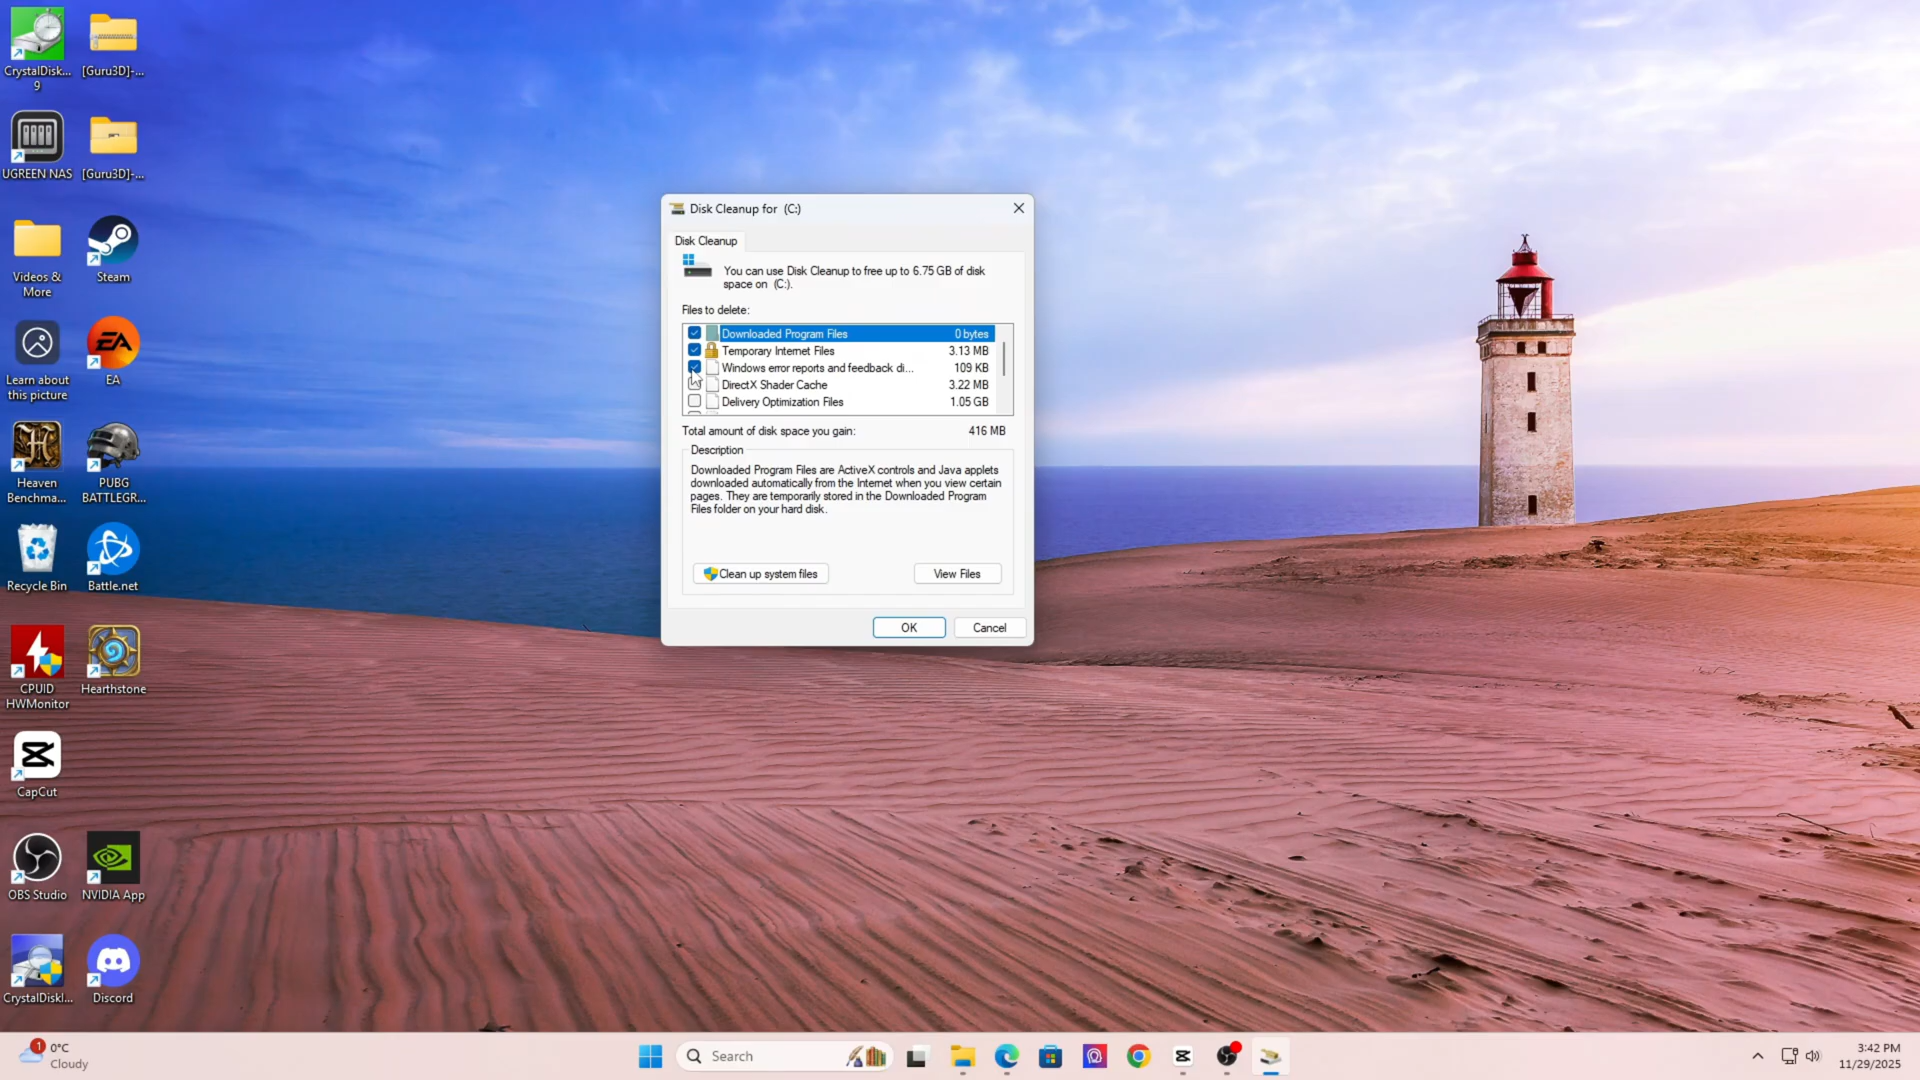 CrystalDisk...
9
[Guru3D]-...
UGREEN NAS
[Guru3D]-...
Videos &
More
Steam
Learn about
this picture
EA
EA
Heaven
Benchma...
PUBG
BATTLEGR...
Recycle Bin
Battle.net
CPUID
HWMonitor
Hearthstone
CapCut
OBS Studio
NVIDIA App
CrystalDiskI...
Discord
Disk Cleanup for (C:)
Disk Cleanup
You can use Disk Cleanup to free up to 6.75 GB of disk
space on (C:).
Files to delete:
Downloaded Program Files 0 bytes
Temporary Internet Files 3.13 MB
Windows error reports and feedback di... 109 KB
DirectX Shader Cache 3.22 MB
Delivery Optimization Files 1.05 GB
Total amount of disk space you gain: 416 MB
Description
Downloaded Program Files are ActiveX controls and Java applets
downloaded automatically from the Internet when you view certain
pages. They are temporarily stored in the Downloaded Program
Files folder on your hard disk.
Clean up system files
View Files
OK
Cancel
1
0°C
Cloudy
Search
3:42 PM
11/29/2025